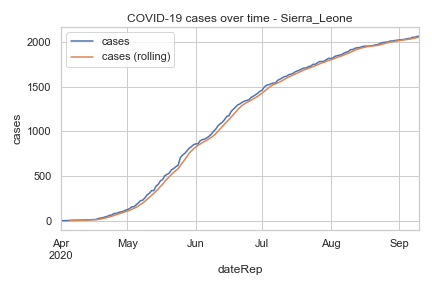 COVID-19 cases over time - Sierra_Leone
cases
cases (rolling)
2000
1500
1000
500
0
cases
Apr
2020
May
Jun
Jul
Aug
Sep
dateRep